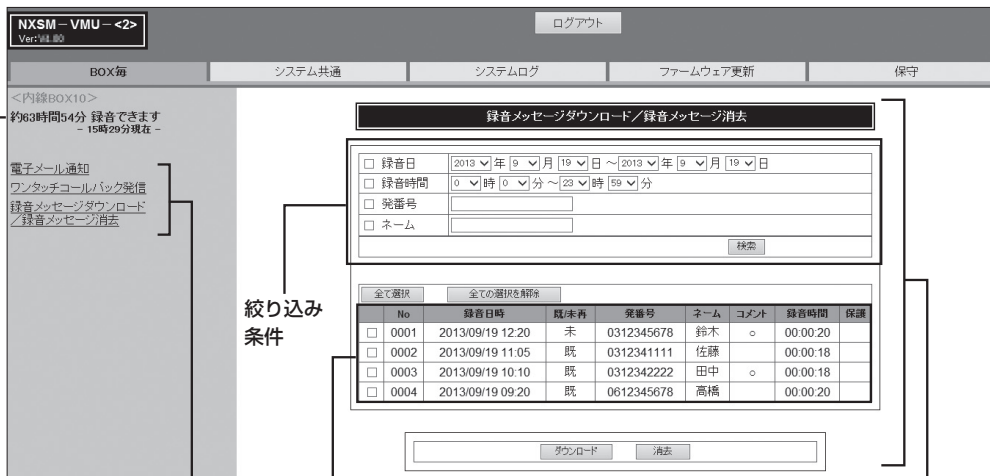 NXSM－VMU－<2>
Ver:
ログアウト
BOX毎 システム共通 システムログ ファームウェア更新 保守
<内線BOX10>
約63時間54分 録音できます
－ 15時29分現在 －
電子メール通知
ワンタッチコールバック発信
録音メッセージダウンロード
／録音メッセージ消去
録音メッセージダウンロード／録音メッセージ消去
録音日 2013 年 9 月 19 日 ～ 2013 年 9 月 19 日
録音時間 0 時 0 分 ～ 23 時 59 分
発番号
ネーム
検索
絞り込み
条件
全て選択 全ての選択を解除
No 録音日時 既/未再 発番号 ネーム コメント 録音時間 保護
0001 2013/09/19 12:20 未 0312345678 鈴木 ○ 00:00:20
0002 2013/09/19 11:05 既 0312341111 佐藤 00:00:18
0003 2013/09/19 10:10 既 0312342222 田中 ○ 00:00:18
0004 2013/09/19 09:20 既 0612345678 高橋 00:00:20
ダウンロード 消去